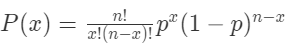 P(x) = \frac{n!}{x!(n-x)!} p^x (1-p)^{n-x}